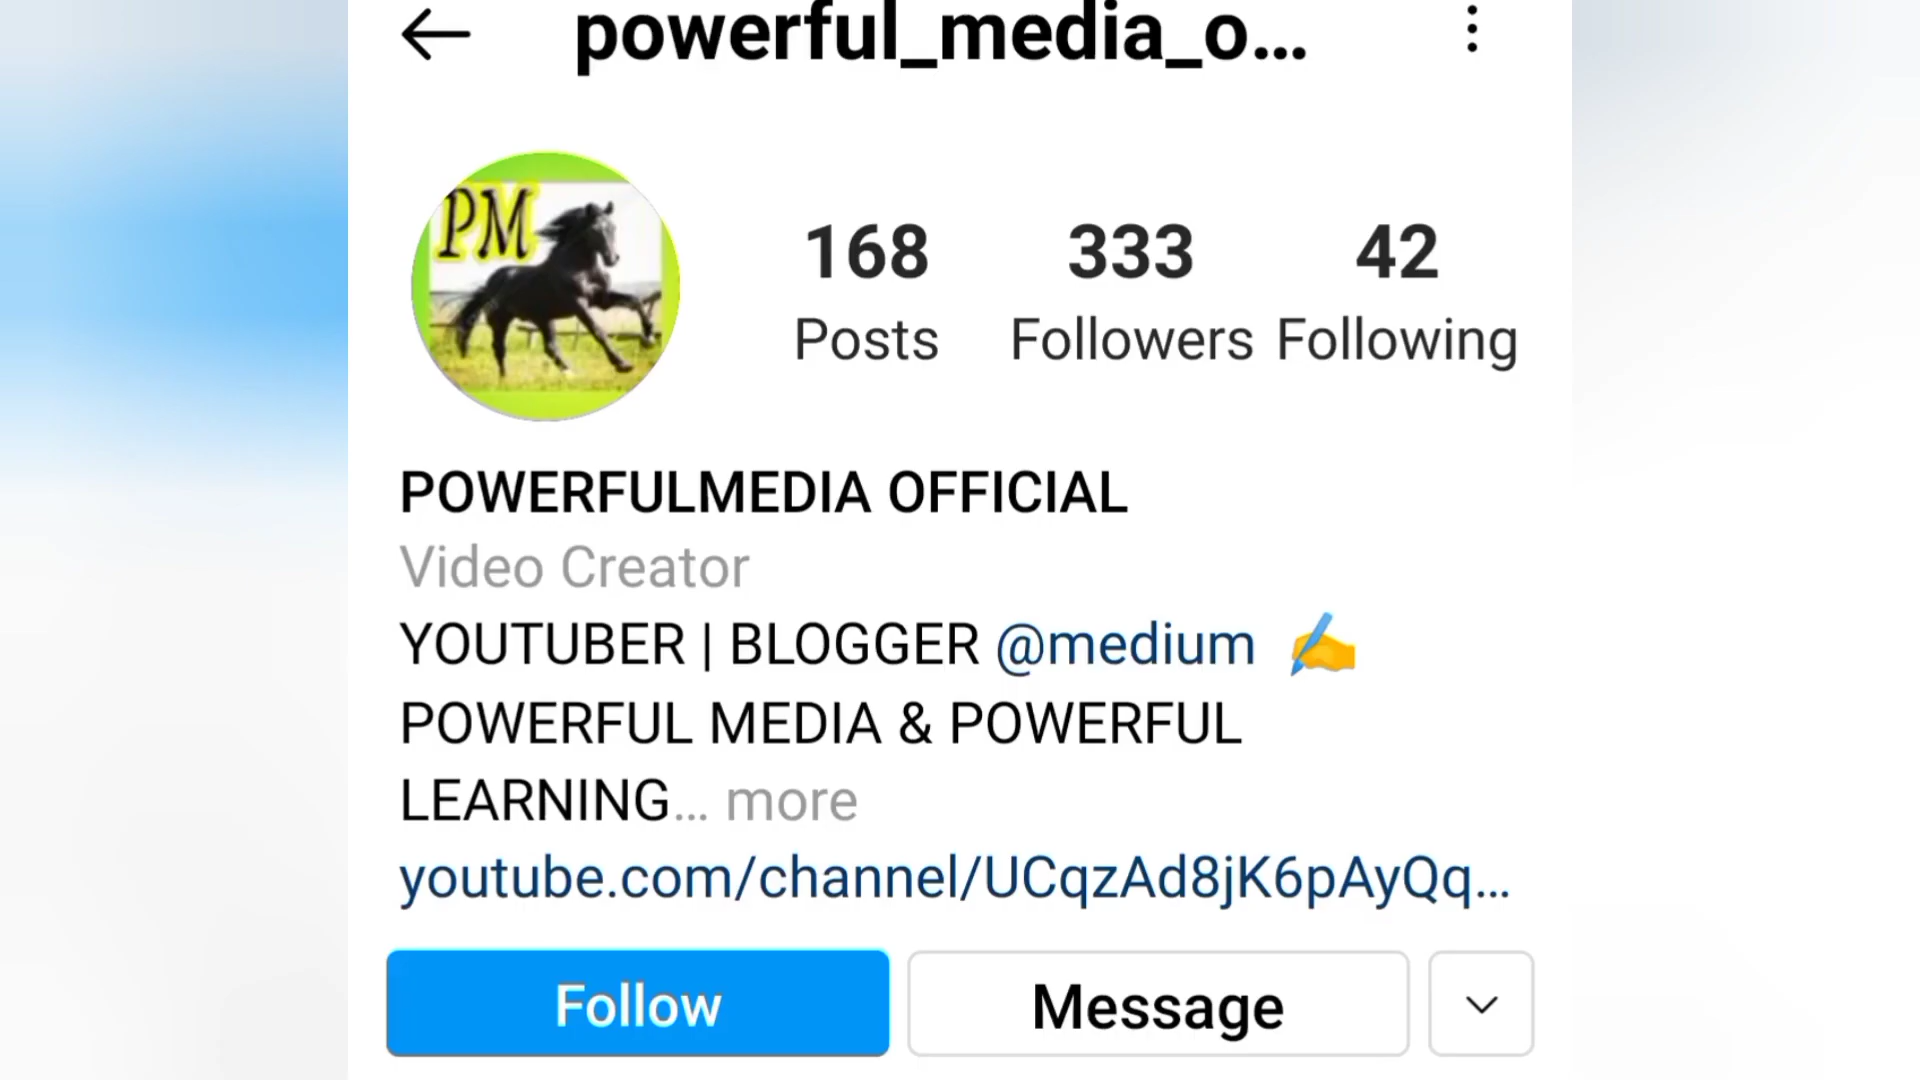 powerful_media_o...
PM
168 333 42
Posts Followers Following
POWERFULMEDIA OFFICIAL
Video Creator
YOUTUBER | BLOGGER @medium ✍️
POWERFUL MEDIA & POWERFUL
LEARNING... more
youtube.com/channel/UCqzAd8jK6pAyQq...
Follow Message